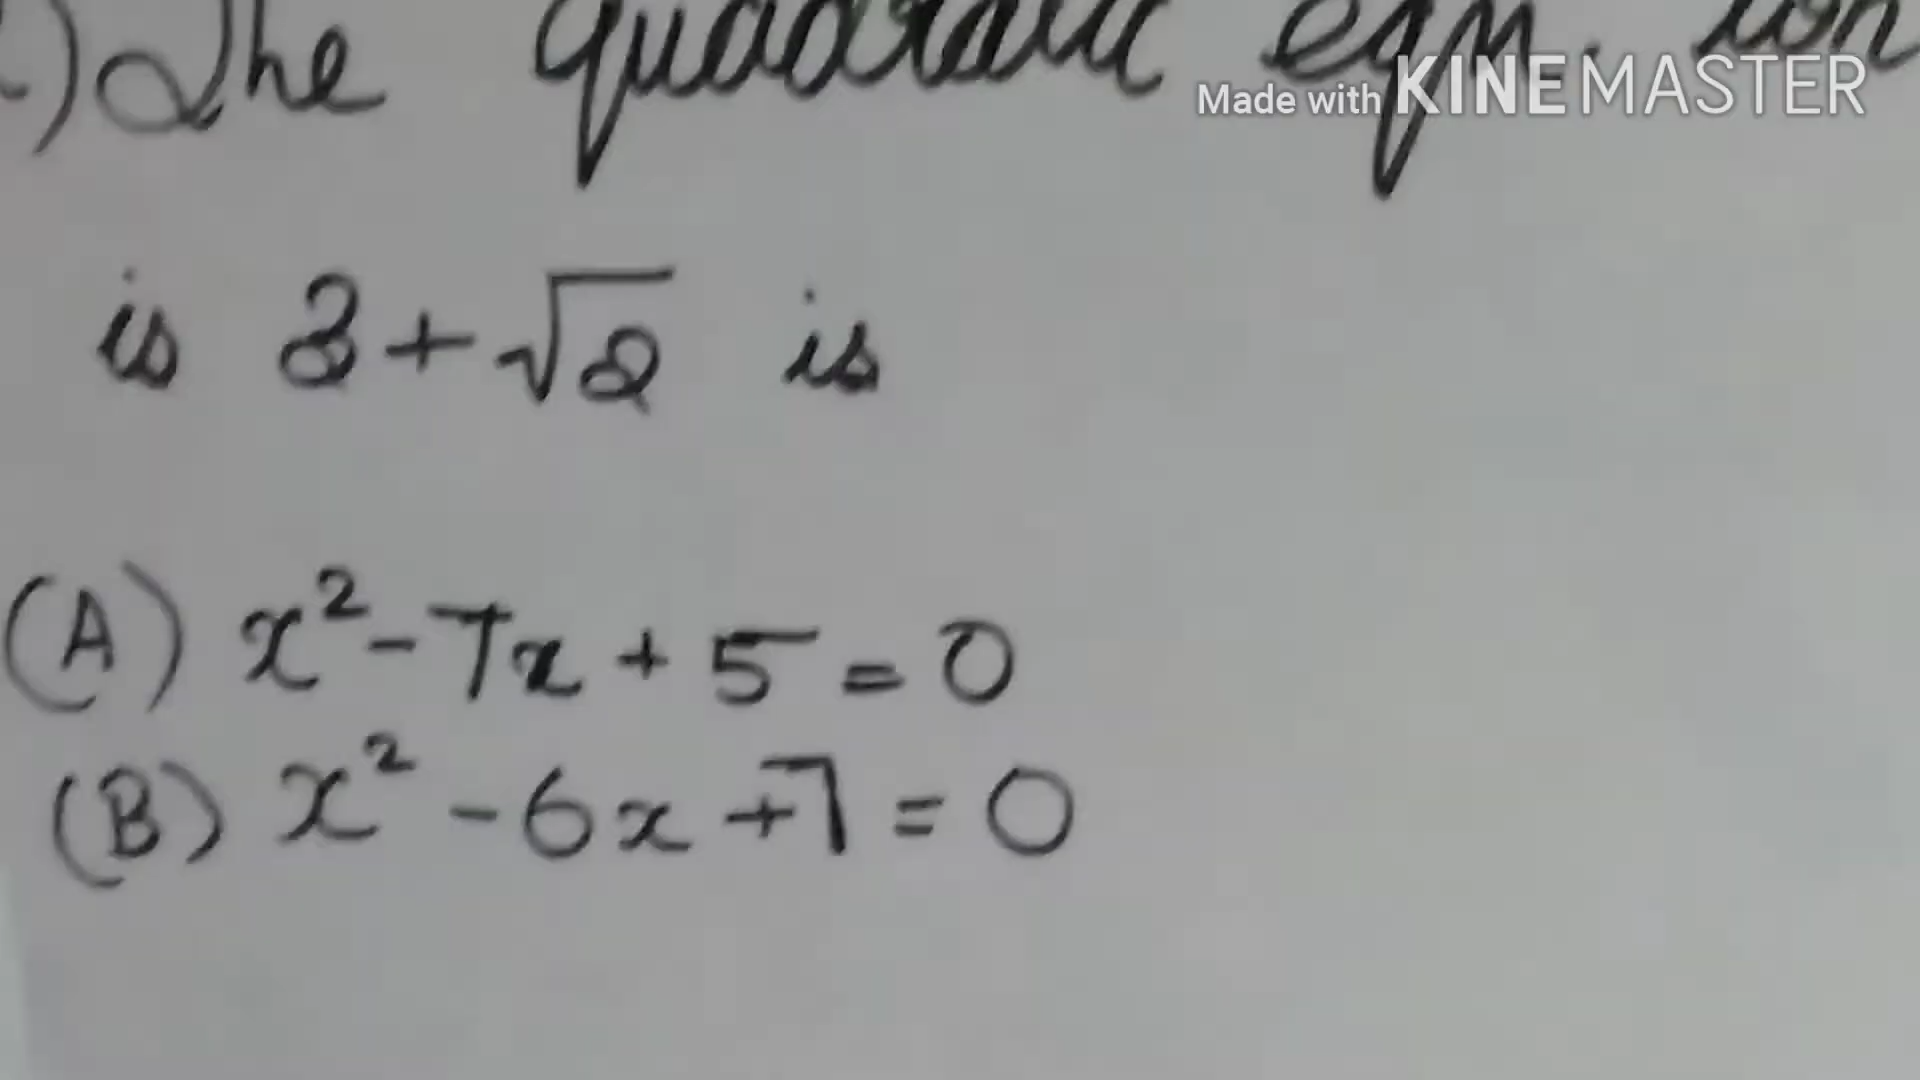 The quadratic eqn.
Made with KINEMASTER
is 3+√2 is
(A) x²-7x+5=0
(B) x²-6x+7=0